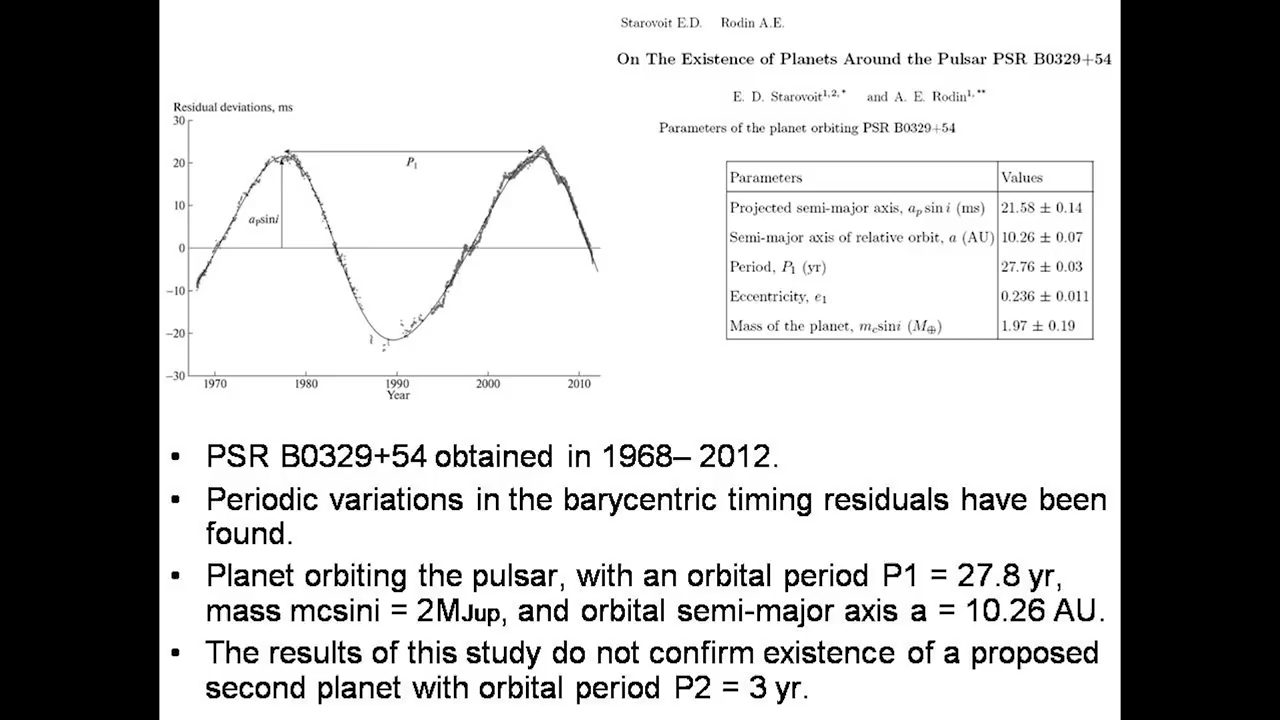 Starovoit E.D. Rodin A.E.
On The Existence of Planets Around the Pulsar PSR B0329+54
E. D. Starovoit1,2,* and A. E. Rodin1,**
Parameters of the planet orbiting PSR B0329+54
Residual deviations, ms
30
20
10
0
−10
−20
−30
P1
aPsini
1970
1980
1990
2000
2010
Year
Parameters Values
Projected semi-major axis, ap sin i (ms) 21.58 ± 0.14
Semi-major axis of relative orbit, a (AU) 10.26 ± 0.07
Period, P1 (yr) 27.76 ± 0.03
Eccentricity, e1 0.236 ± 0.011
Mass of the planet, mcsini (M⊕) 1.97 ± 0.19
• PSR B0329+54 obtained in 1968– 2012.
• Periodic variations in the barycentric timing residuals have been
found.
• Planet orbiting the pulsar, with an orbital period P1 = 27.8 yr,
mass mcsini = 2MJup, and orbital semi-major axis a = 10.26 AU.
• The results of this study do not confirm existence of a proposed
second planet with orbital period P2 = 3 yr.